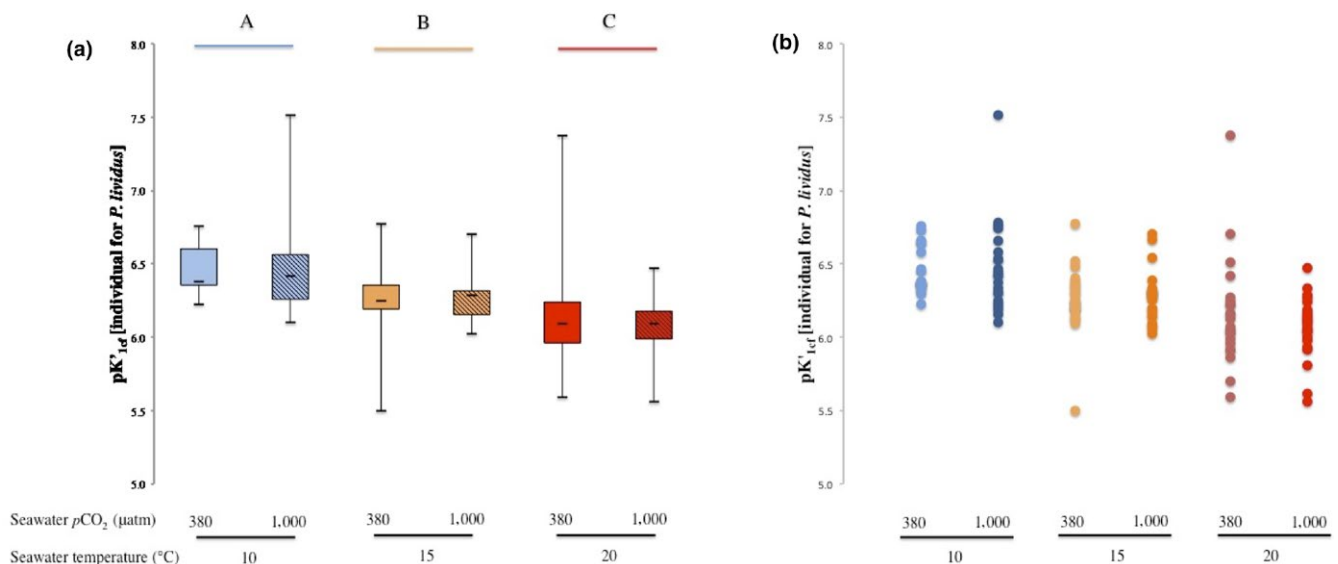 A B C
(a)
8.0
7.5
7.0
6.5
6.0
5.5
5.0
pK'1cf [individual for P. lividus]
380 1.000 380 1.000 380 1.000
Seawater pCO2 (µatm)
10 15 20
Seawater temperature (°C)
(b)
8.0
7.5
7.0
6.5
6.0
5.5
5.0
pK'1cf [individual for P. lividus]
380 1.000 380 1.000 380 1.000
10 15 20